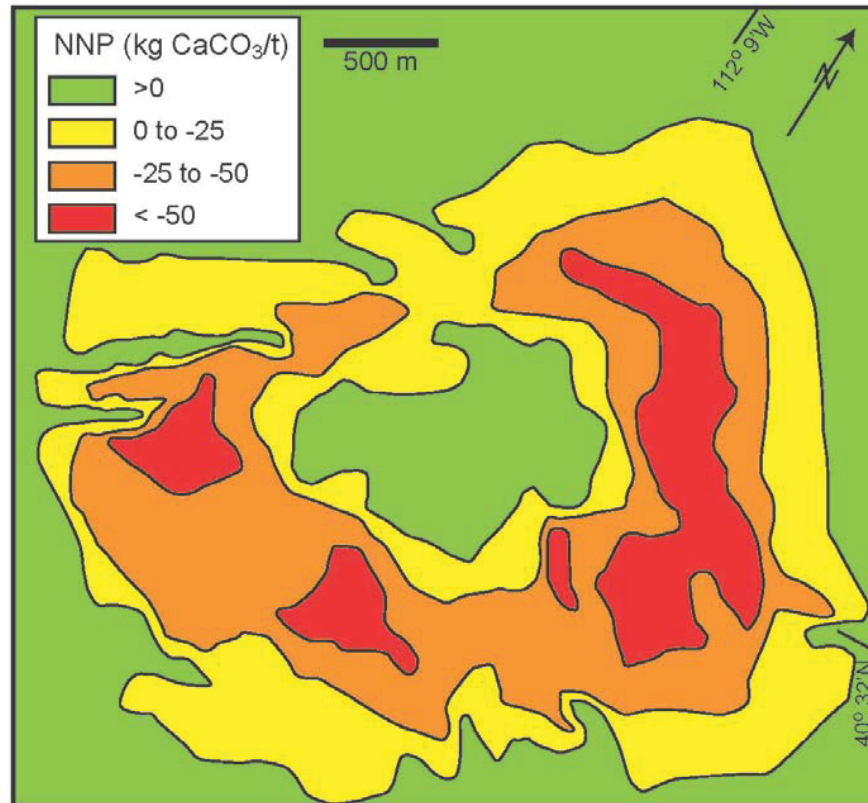 NNP (kg CaCO₃/t)
>0
0 to -25
-25 to -50
< -50
500 m
112° 9'W
N
40° 32'N